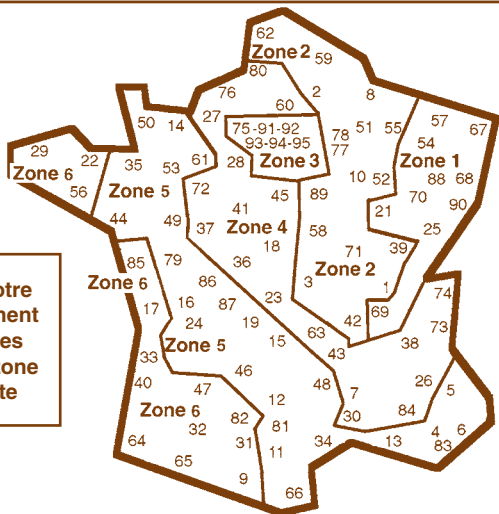 62
Zone 2 59
80
76 2 8
60
50 14 27 57
75-91-92 51 55 67
93-94-95 78 54
29 22 35 53 61 28 Zone 3 77 Zone 1
Zone 6 10 52 88 68
56 Zone 5 72 45 89 70
41 21 90
44 49 37 Zone 4 58 25
18 71 39
85 79 36 Zone 2
Zone 6 86 3 1 74
17 16 87 23 69
24 19 63 42 73
33 Zone 5 15 43 38
40 46 48 26 5
47 7
Zone 6 12 30 84
32 82 81 4 6
64 31 11 34 13 83
65
9 66
otre
ment
es
zone
te